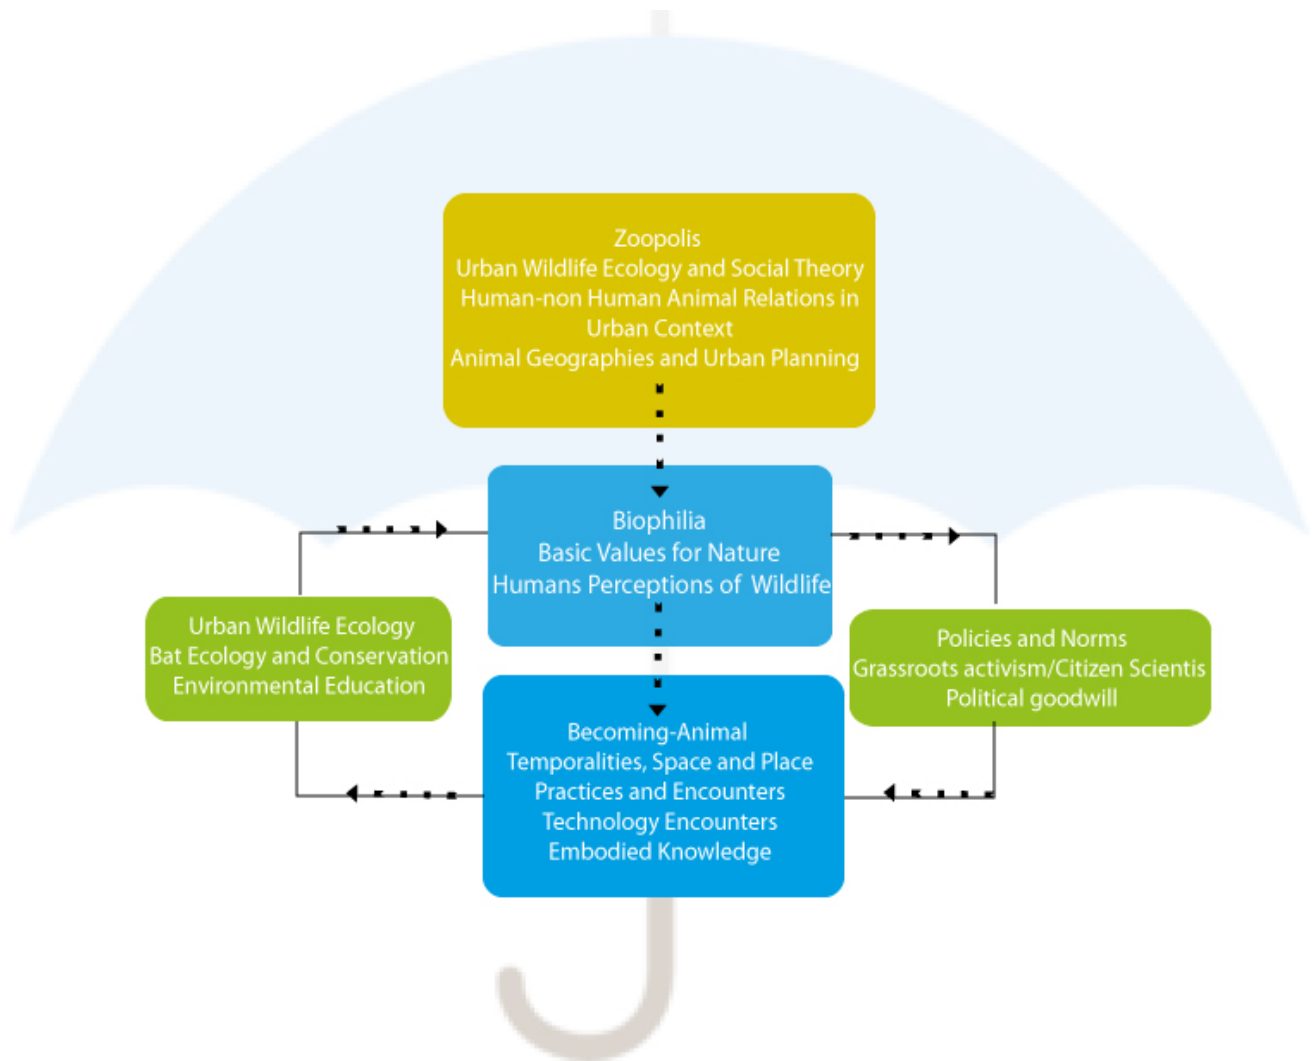 Zoopolis
Urban Wildlife Ecology and Social Theory
Human-non Human Animal Relations in
Urban Context
Animal Geographies and Urban Planning
Biophilia
Basic Values for Nature
Humans Perceptions of Wildlife
Urban Wildlife Ecology
Bat Ecology and Conservation
Environmental Education
Policies and Norms
Grassroots activism/Citizen Scientis
Political goodwill
Becoming-Animal
Temporalities, Space and Place
Practices and Encounters
Technology Encounters
Embodied Knowledge